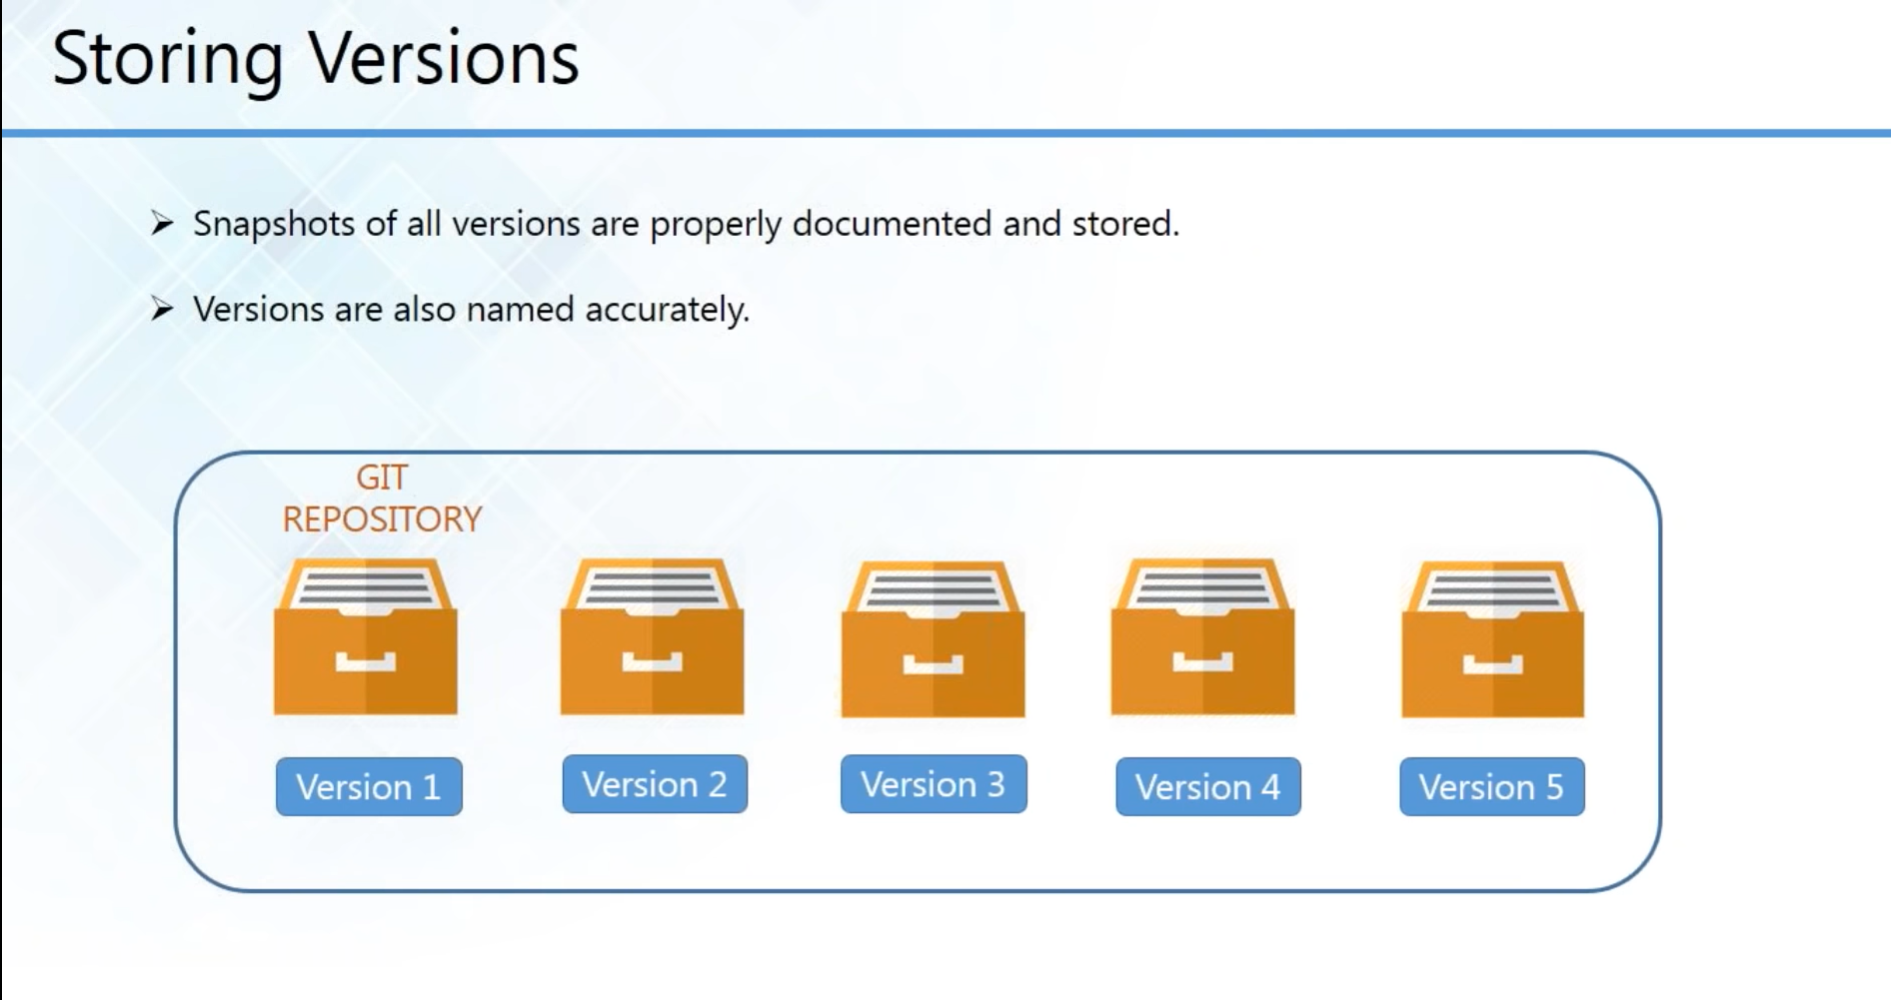 Storing Versions
Snapshots of all versions are properly documented and stored.
Versions are also named accurately.
GIT
REPOSITORY
Version 1
Version 2
Version 3
Version 4
Version 5